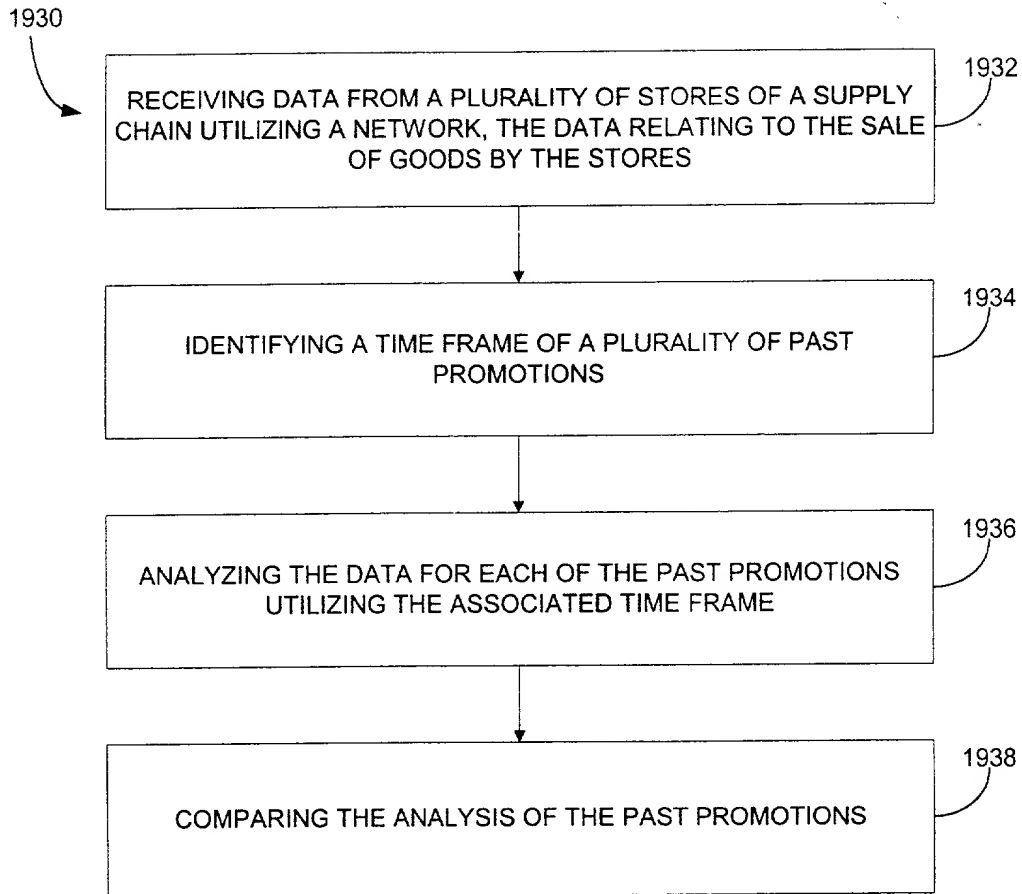 1930
1932
RECEIVING DATA FROM A PLURALITY OF STORES OF A SUPPLY
CHAIN UTILIZING A NETWORK, THE DATA RELATING TO THE SALE
OF GOODS BY THE STORES
1934
IDENTIFYING A TIME FRAME OF A PLURALITY OF PAST
PROMOTIONS
1936
ANALYZING THE DATA FOR EACH OF THE PAST PROMOTIONS
UTILIZING THE ASSOCIATED TIME FRAME
1938
COMPARING THE ANALYSIS OF THE PAST PROMOTIONS